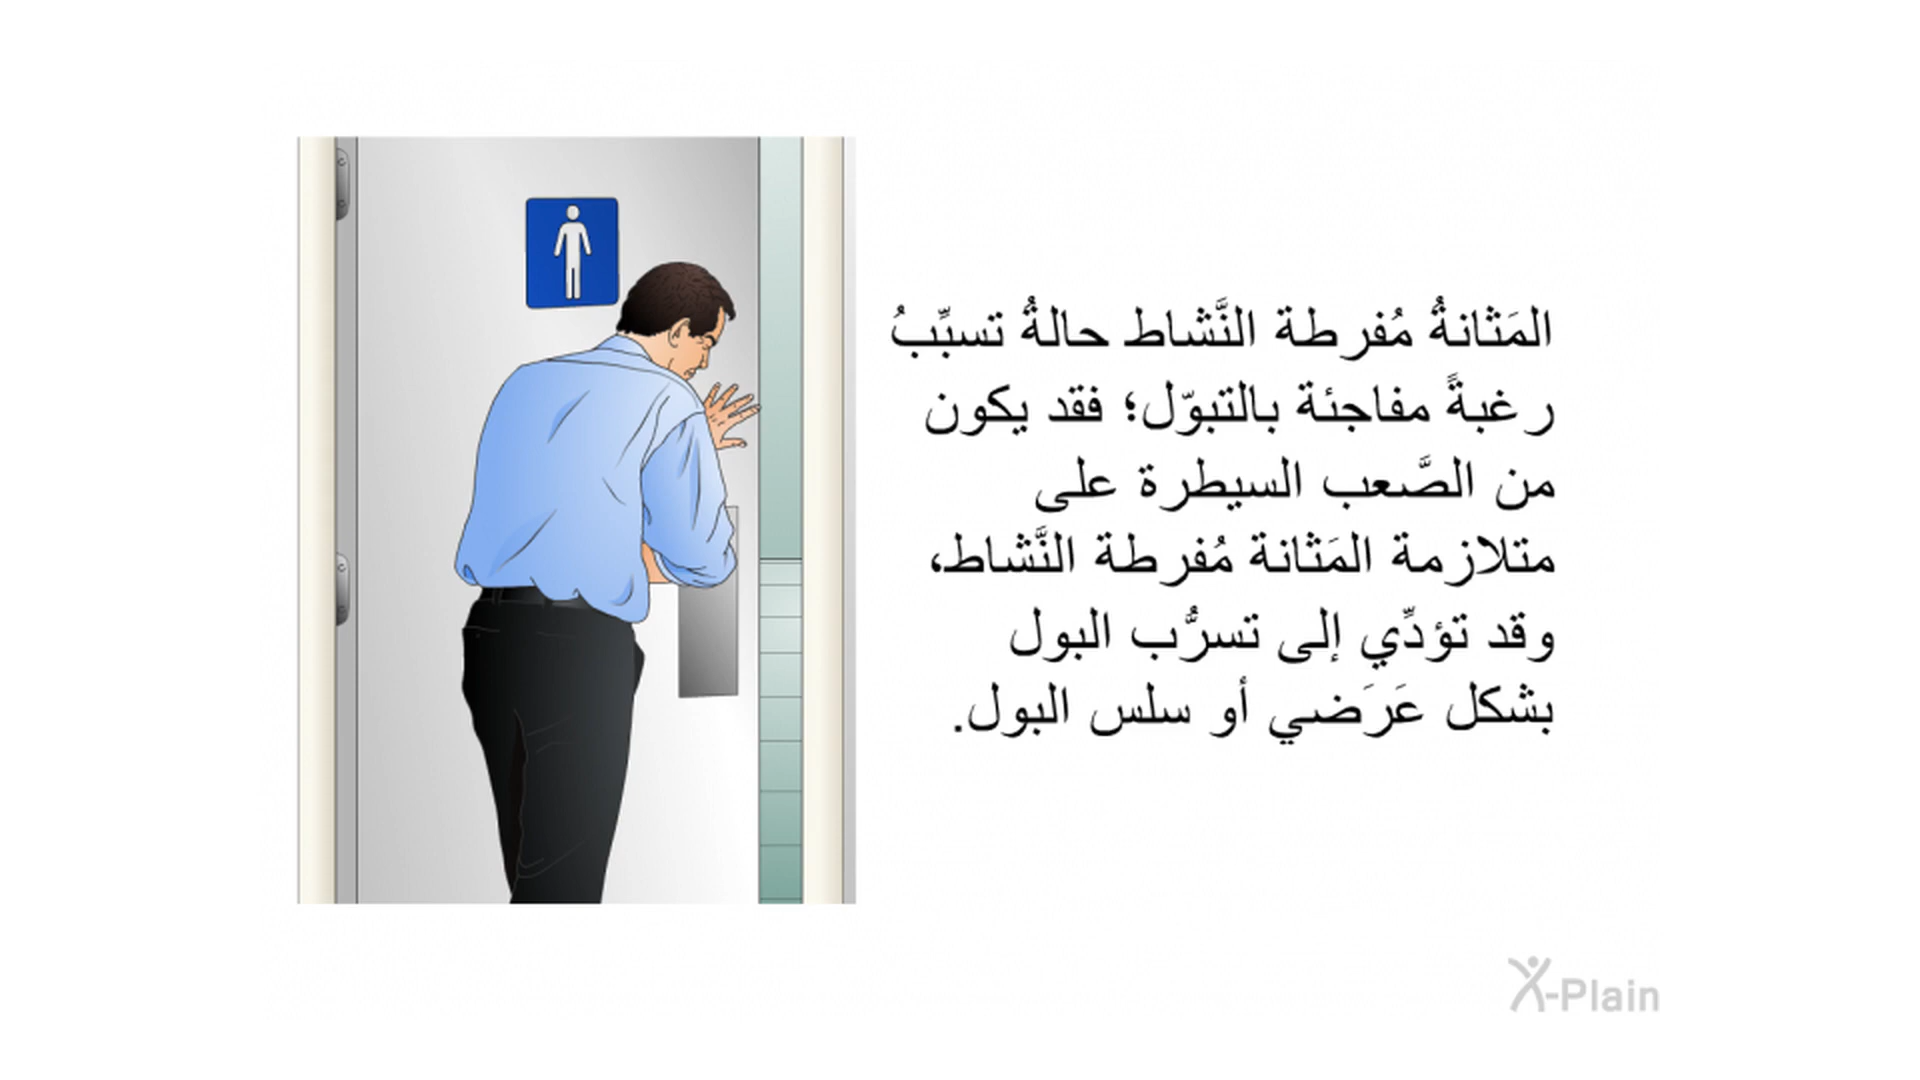 المَثانةُ مُفرطة النَّشاط حالةُ تسبِّبُ
رغبةً مفاجئة بالتبوّل؛ فقد يكون
من الصَّعب السيطرة على
متلازمة المَثانة مُفرطة النَّشاط،
وقد تؤدِّي إلى تسرُّب البول
بشكل عَرَضي أو سلس البول.
X-Plain